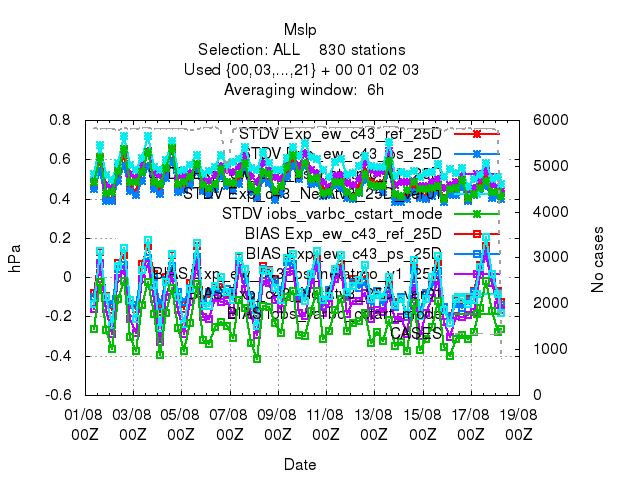 Mslp
Selection: ALL 830 stations
Used {00,03,...,21} + 00 01 02 03
Averaging window: 6h
hPa
0.8
0.6
0.4
0.2
0
-0.2
-0.4
-0.6
STDV Exp_ew_c43_ref_25D
STDV Exp_ew_c43_ps_25D
STDV iobs_varbc_cstart_mode
BIAS Exp_ew_c43_ref_25D
BIAS Exp_ew_c43_ps_25D
BIAS iobs_varbc_cstart_mode
CASES
6000
5000
4000
3000
2000
1000
0
No cases
01/08 03/08 05/08 07/08 09/08 11/08 13/08 15/08 17/08 19/08
00Z 00Z 00Z 00Z 00Z 00Z 00Z 00Z 00Z 00Z
Date